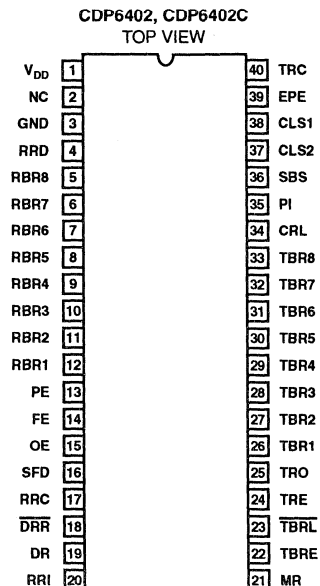 CDP6402, CDP6402C
TOP VIEW
VDD 1 40 TRC
NC 2 39 EPE
GND 3 38 CLS1
RRD 4 37 CLS2
RBR8 5 36 SBS
RBR7 6 35 PI
RBR6 7 34 CRL
RBR5 8 33 TBR8
RBR4 9 32 TBR7
RBR3 10 31 TBR6
RBR2 11 30 TBR5
RBR1 12 29 TBR4
PE 13 28 TBR3
FE 14 27 TBR2
OE 15 26 TBR1
SFD 16 25 TRO
RRC 17 24 TRE
D̅R̅R̅ 18 23 T̅B̅R̅L̅
DR 19 22 TBRE
RRI 20 21 MR